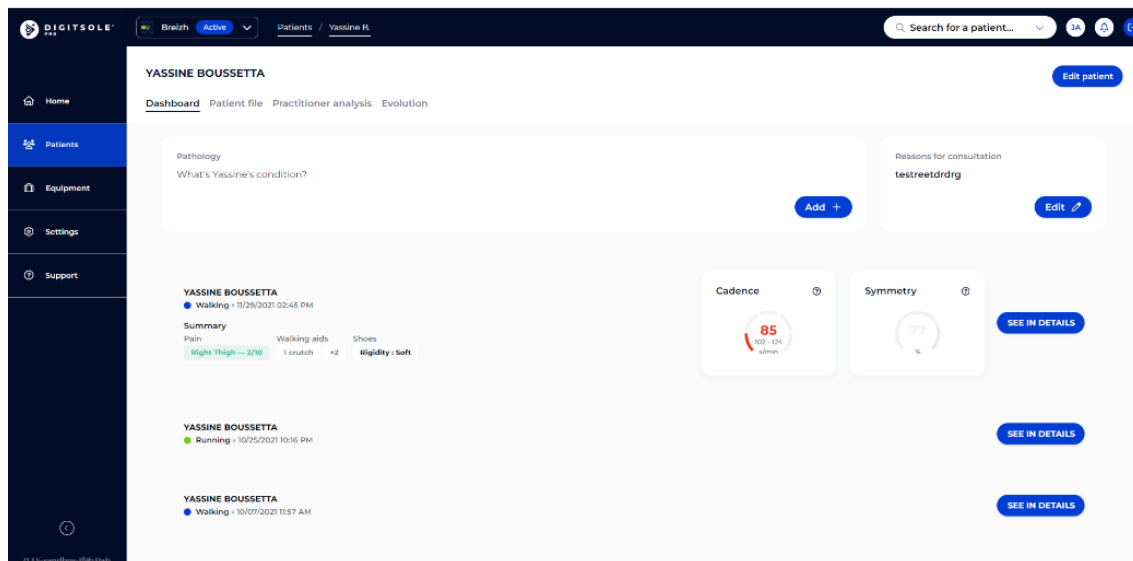 DIGITSOLE®
PRO
Breizh Active
Patients / Yassine B.
Search for a patient...
JA
YASSINE BOUSSETTA
Edit patient
Dashboard Patient file Practitioner analysis Evolution
Home
Patients
Equipment
Settings
Support
Pathology
What's Yassine's condition?
Add +
Reasons for consultation
testreetdrdrg
Edit
YASSINE BOUSSETTA
Walking • 11/29/2021 02:45 PM
Summary
Pain Walking aids Shoes
Right Thigh — 2/10 1 crutch +2 Rigidity : Soft
Cadence
85
102 - 124
s/min
Symmetry
77
%
SEE IN DETAILS
YASSINE BOUSSETTA
Running • 10/25/2021 10:16 PM
SEE IN DETAILS
YASSINE BOUSSETTA
Walking • 10/07/2021 11:57 AM
SEE IN DETAILS